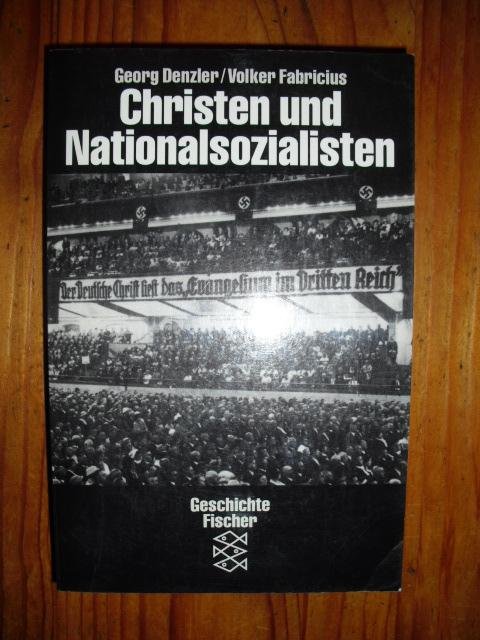 Georg Denzler/Volker Fabricius
Christen und
Nationalsozialisten
Der Deutsche Christ liest das „Evangelium im Dritten Reich“
Geschichte
Fischer